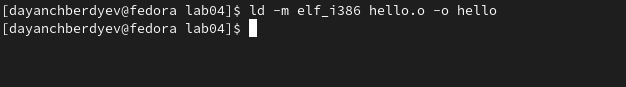 [dayanchberdyev@fedora lab04]$ ld -m elf_i386 hello.o -o hello
[dayanchberdyev@fedora lab04]$